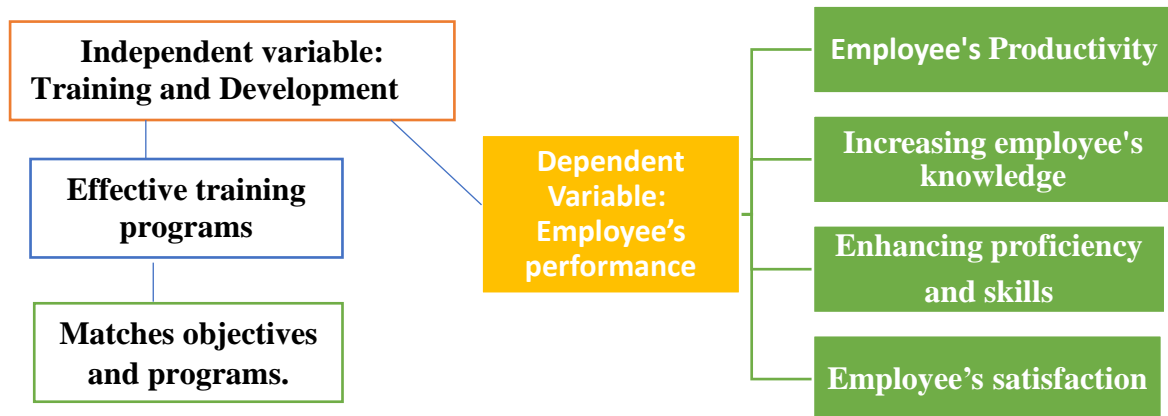 Independent variable:
Training and Development
Effective training
programs
Matches objectives
and programs.
Dependent
Variable:
Employee’s
performance
Employee's Productivity
Increasing employee's
knowledge
Enhancing proficiency
and skills
Employee’s satisfaction